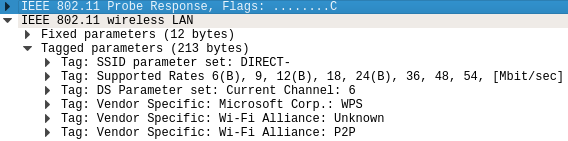 IEEE 802.11 Probe Response, Flags: ........C
IEEE 802.11 wireless LAN
Fixed parameters (12 bytes)
Tagged parameters (213 bytes)
Tag: SSID parameter set: DIRECT-
Tag: Supported Rates 6(B), 9, 12(B), 18, 24(B), 36, 48, 54, [Mbit/sec]
Tag: DS Parameter set: Current Channel: 6
Tag: Vendor Specific: Microsoft Corp.: WPS
Tag: Vendor Specific: Wi-Fi Alliance: Unknown
Tag: Vendor Specific: Wi-Fi Alliance: P2P